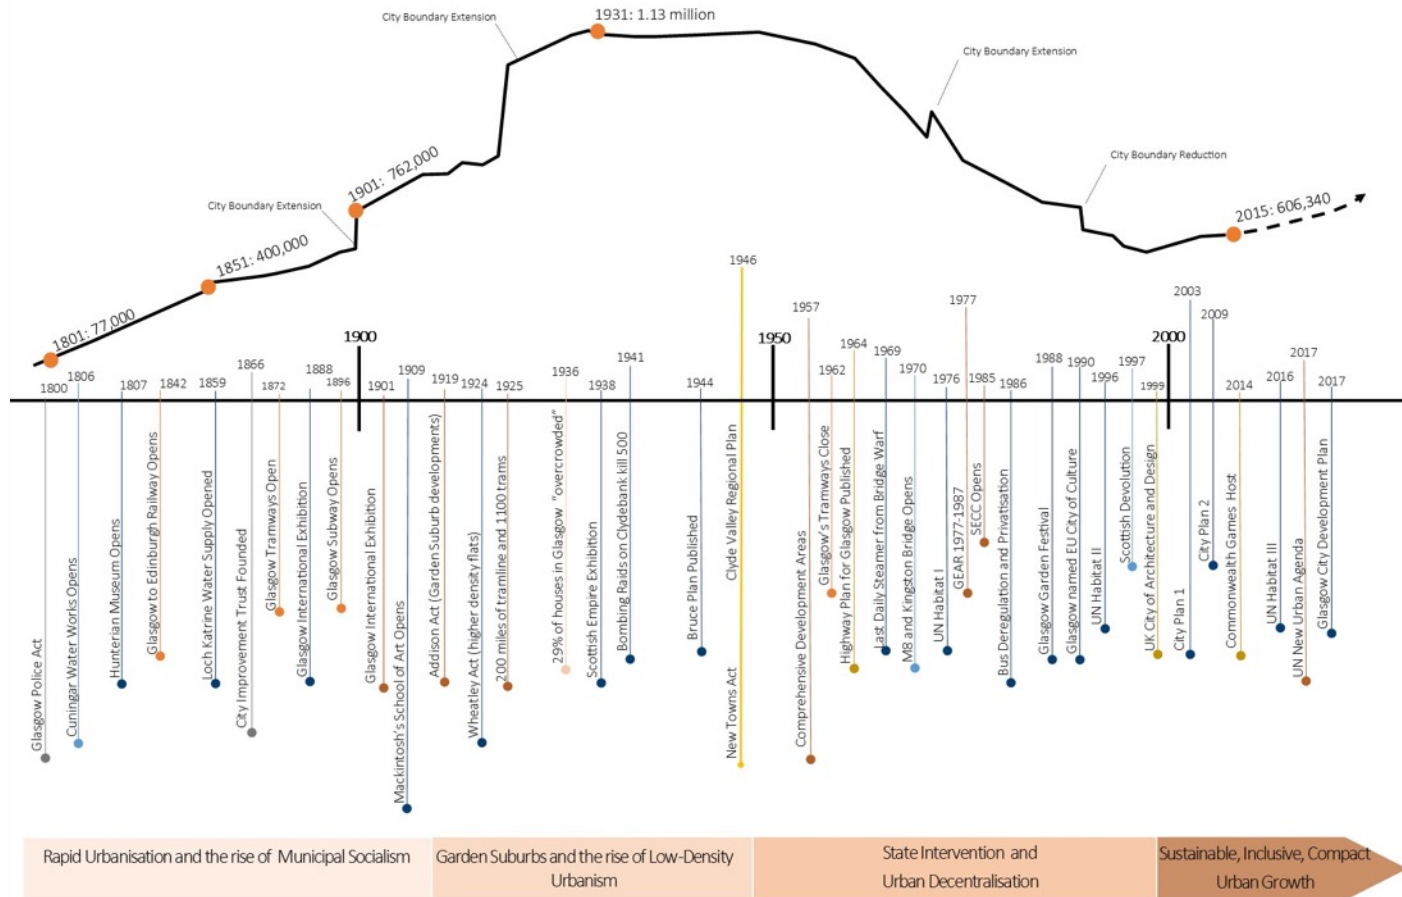 City Boundary Extension
1931: 1.13 million
City Boundary Extension
City Boundary Reduction
City Boundary Extension
1901: 762,000
1851: 400,000
1801: 77,000
2015: 606,340
1900
1950
2000
1800
Glasgow Police Act
1806
Cuningar Water Works Opens
1807
Hunterian Museum Opens
1842
Glasgow to Edinburgh Railway Opens
1859
Loch Katrine Water Supply Opened
1866
City Improvement Trust Founded
1872
Glasgow Tramways Open
1888
Glasgow International Exhibition
1896
Glasgow Subway Opens
1901
Glasgow International Exhibition
1909
Mackintosh's School of Art Opens
1919
Addison Act (Garden Suburb developments)
1924
Wheatley Act (higher density flats)
1925
200 miles of tramline and 1100 trams
1936
29% of houses in Glasgow "overcrowded"
1938
Scottish Empire Exhibition
1941
Bombing Raids on Clydebank kill 500
1944
Bruce Plan Published
1946
Clyde Valley Regional Plan
New Towns Act
1957
Comprehensive Development Areas
1962
Glasgow's Tramways Close
1964
Highway Plan for Glasgow Published
1969
Last Daily Steamer from Bridge Warf
1970
M8 and Kingston Bridge Opens
1976
UN Habitat I
1977
GEAR 1977-1987
1985
SECC Opens
1986
Bus Deregulation and Privatisation
1988
Glasgow Garden Festival
1990
Glasgow named EU City of Culture
1996
UN Habitat II
1997
Scottish Devolution
1999
UK City of Architecture and Design
2003
City Plan 1
2009
City Plan 2
2014
Commonwealth Games Host
2016
UN Habitat III
2017
UN New Urban Agenda
2017
Glasgow City Development Plan
Rapid Urbanisation and the rise of Municipal Socialism
Garden Suburbs and the rise of Low-Density
Urbanism
State Intervention and
Urban Decentralisation
Sustainable, Inclusive, Compact
Urban Growth